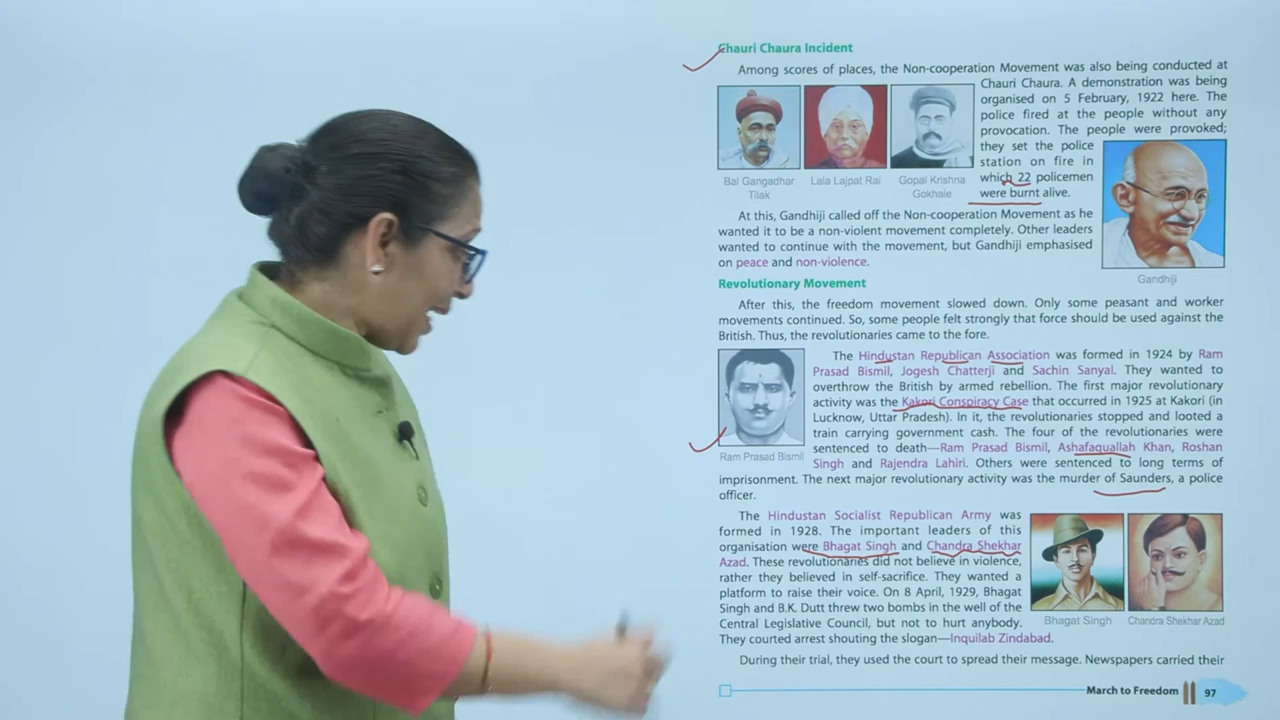 Chauri Chaura Incident
Among scores of places, the Non-cooperation Movement was also being conducted at
Chauri Chaura. A demonstration was being
organised on 5 February, 1922 here. The
police fired at the people without any
provocation. The people were provoked;
they set the police
station on fire in
which 22 policemen
were burnt alive.
Bal Gangadhar
Tilak
Lala Lajpat Rai
Gopal Krishna
Gokhale
Gandhiji
At this, Gandhiji called off the Non-cooperation Movement as he
wanted it to be a non-violent movement completely. Other leaders
wanted to continue with the movement, but Gandhiji emphasised
on peace and non-violence.
Revolutionary Movement
After this, the freedom movement slowed down. Only some peasant and worker
movements continued. So, some people felt strongly that force should be used against the
British. Thus, the revolutionaries came to the fore.
The Hindustan Republican Association was formed in 1924 by Ram
Prasad Bismil, Jogesh Chatterji and Sachin Sanyal. They wanted to
overthrow the British by armed rebellion. The first major revolutionary
activity was the Kakori Conspiracy Case that occurred in 1925 at Kakori (in
Lucknow, Uttar Pradesh). In it, the revolutionaries stopped and looted a
train carrying government cash. The four of the revolutionaries were
sentenced to death—Ram Prasad Bismil, Ashafaquallah Khan, Roshan
Singh and Rajendra Lahiri. Others were sentenced to long terms of
imprisonment. The next major revolutionary activity was the murder of Saunders, a police
officer.
Ram Prasad Bismil
The Hindustan Socialist Republican Army was
formed in 1928. The important leaders of this
organisation were Bhagat Singh and Chandra Shekhar
Azad. These revolutionaries did not believe in violence,
rather they believed in self-sacrifice. They wanted a
platform to raise their voice. On 8 April, 1929, Bhagat
Singh and B.K. Dutt threw two bombs in the well of the
Central Legislative Council, but not to hurt anybody.
They courted arrest shouting the slogan—Inquilab Zindabad.
Bhagat Singh
Chandra Shekhar Azad
During their trial, they used the court to spread their message. Newspapers carried their
March to Freedom 97